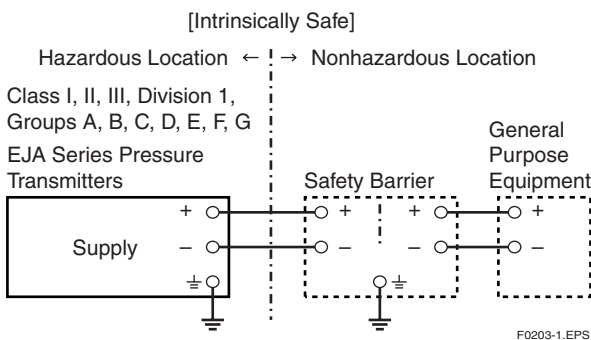 [Intrinsically Safe]
Hazardous Location ← → Nonhazardous Location
Class I, II, III, Division 1,
Groups A, B, C, D, E, F, G
EJA Series Pressure
Transmitters
Safety Barrier
General
Purpose
Equipment
+ + + +
Supply – – – –
F0203-1.EPS